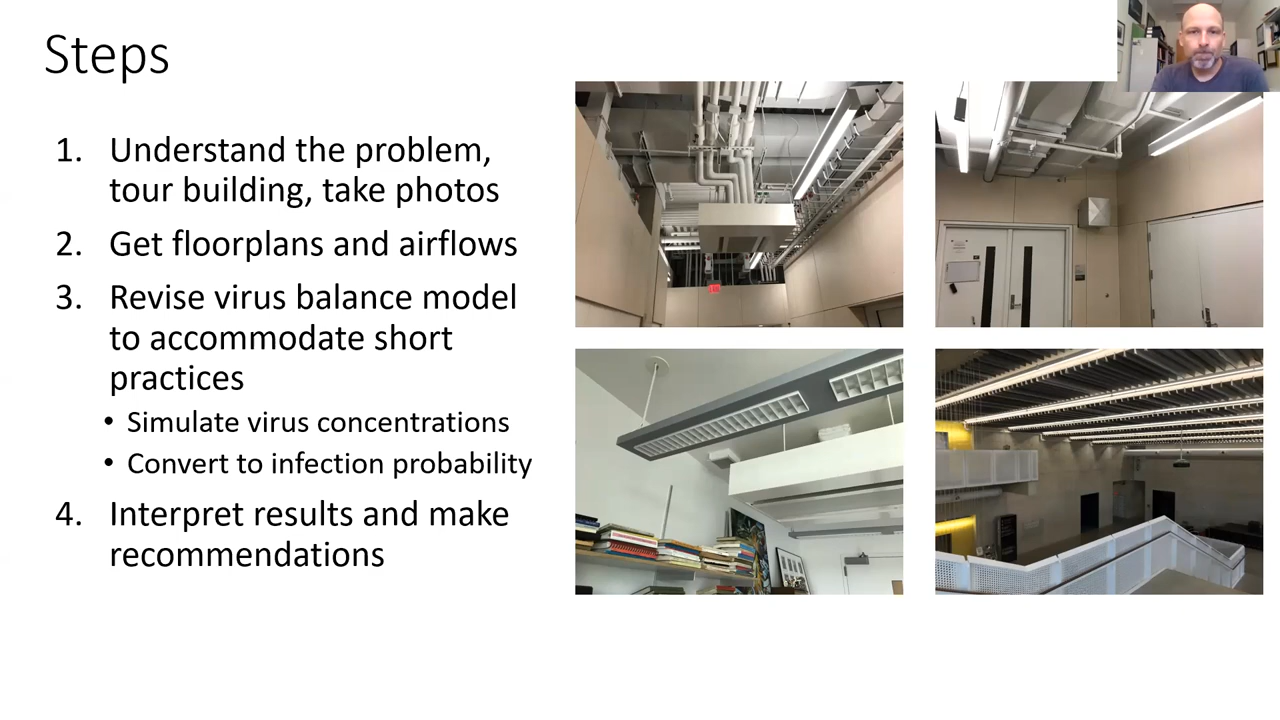 Steps
1. Understand the problem,
tour building, take photos
2. Get floorplans and airflows
3. Revise virus balance model
to accommodate short
practices
• Simulate virus concentrations
• Convert to infection probability
4. Interpret results and make
recommendations